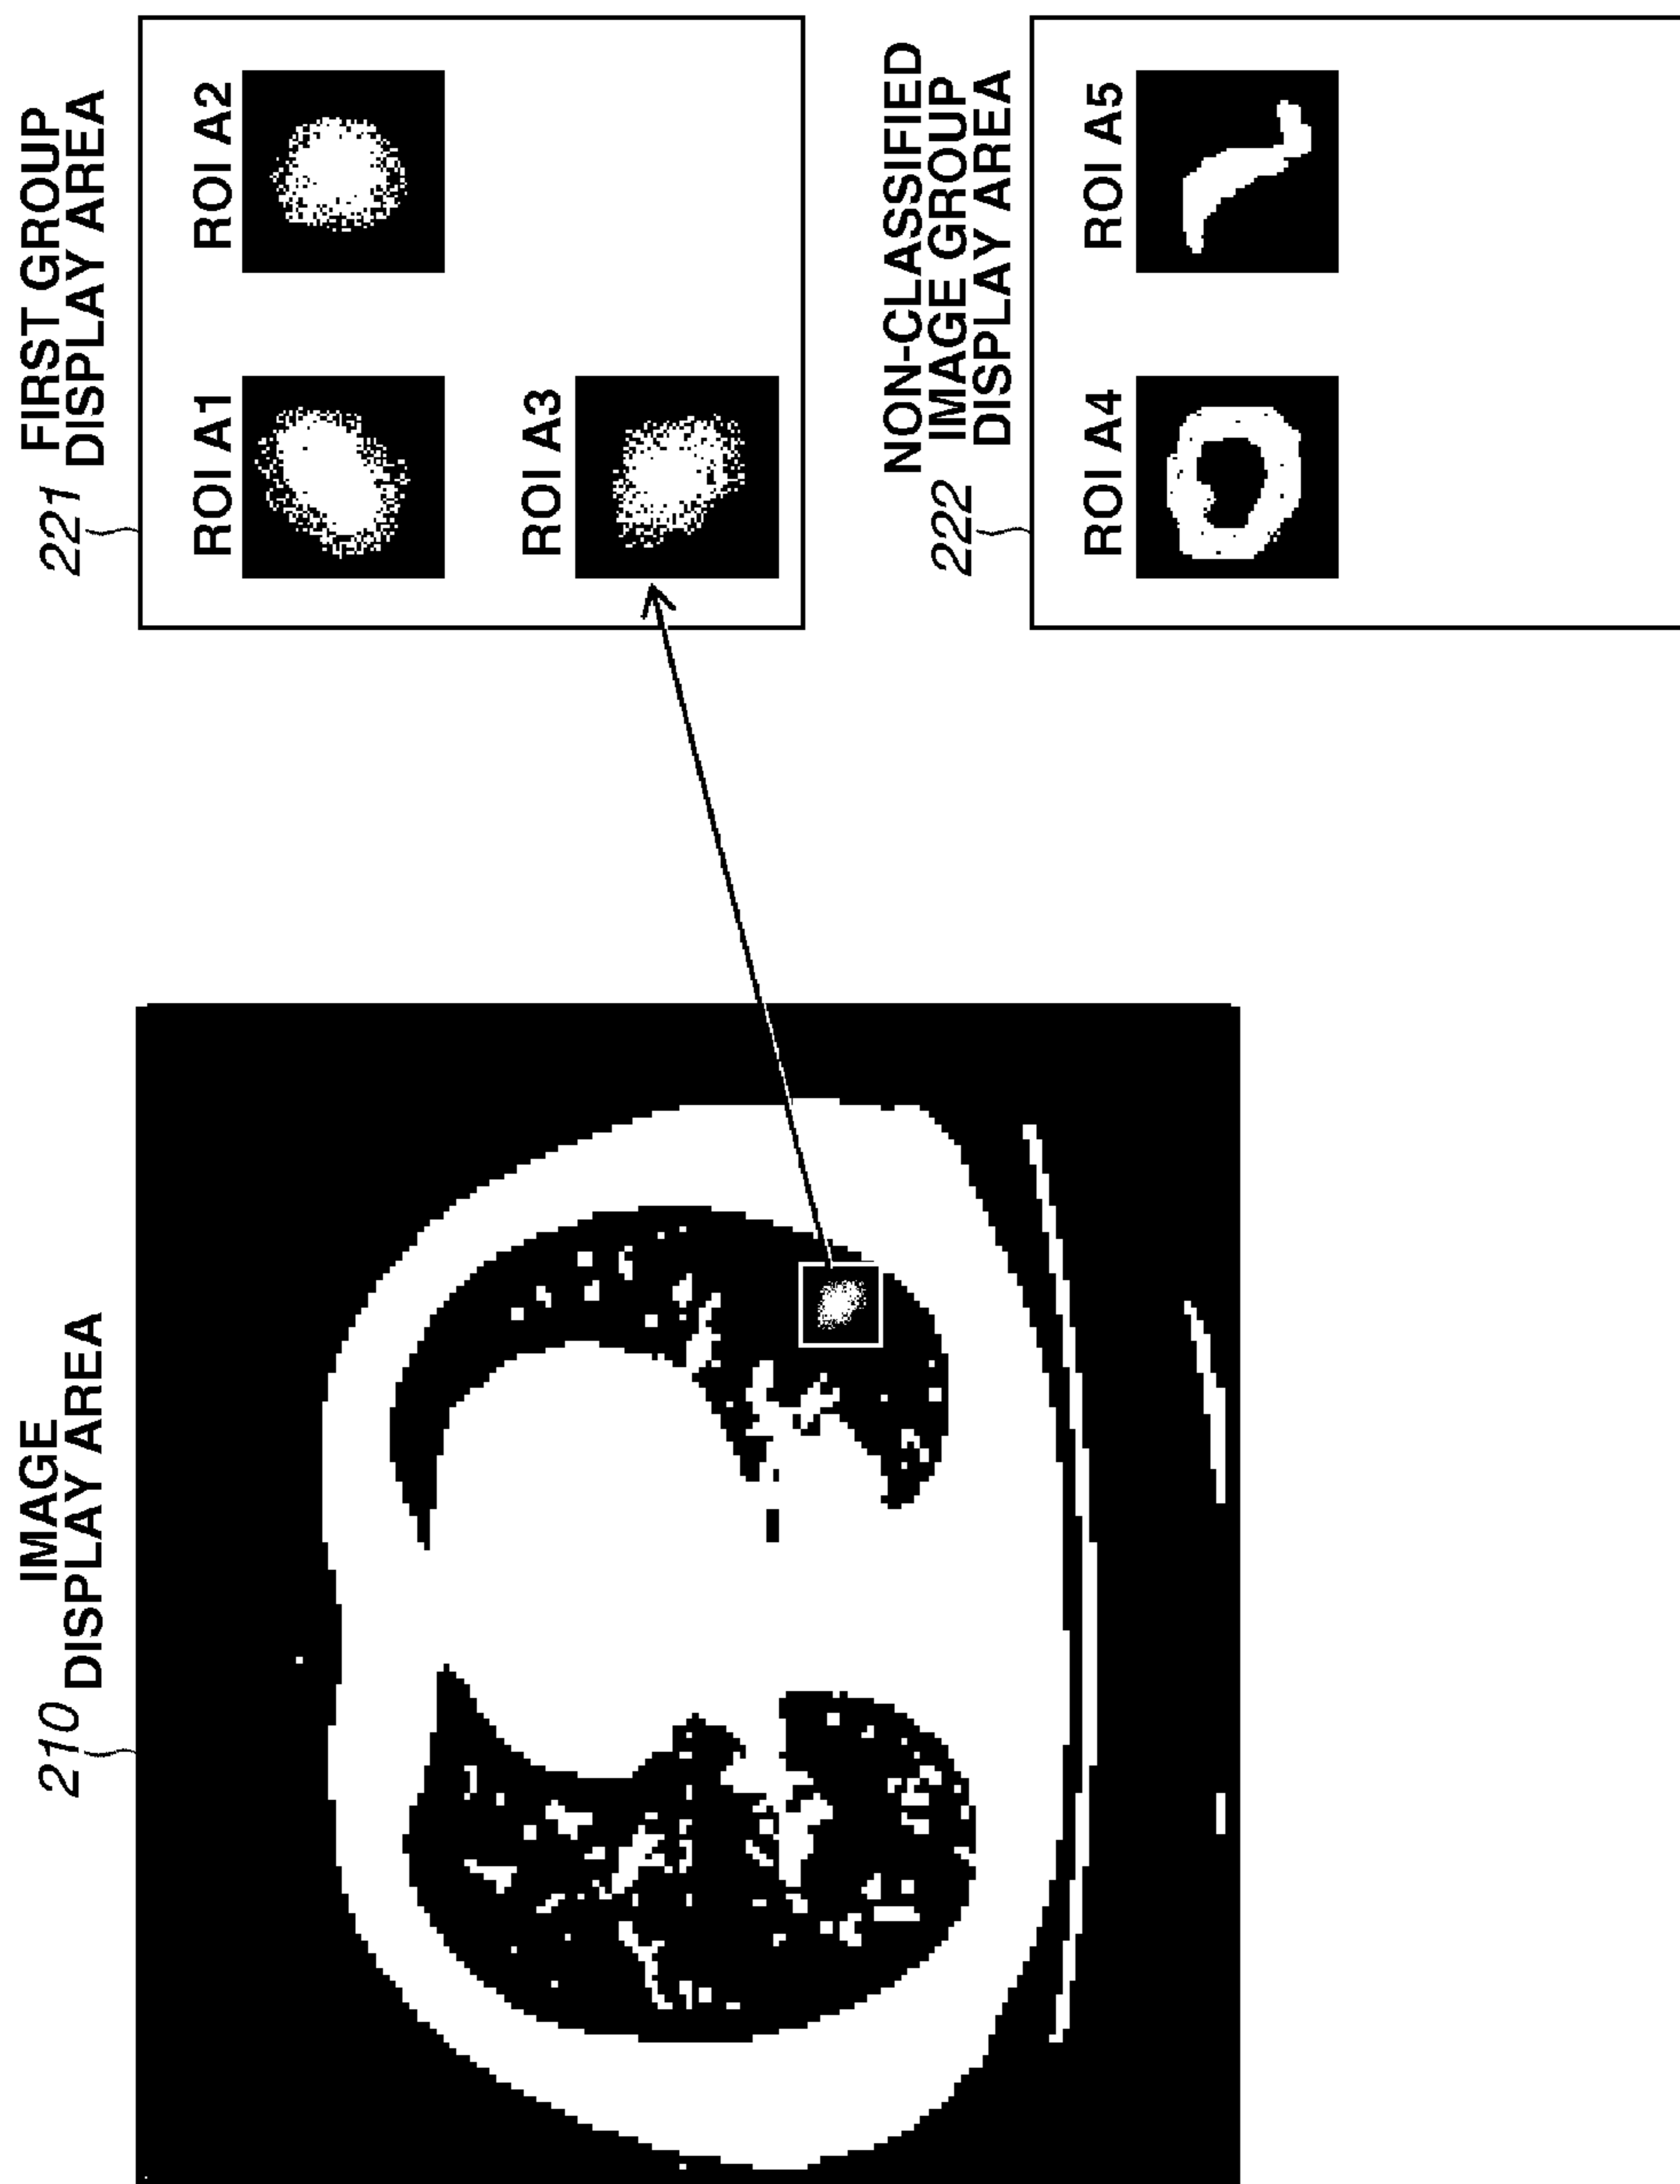 IMAGE
210 DISPLAY AREA
221 FIRST GROUP
DISPLAY AREA
ROI A1
ROI A2
ROI A3
NON-CLASSIFIED
222 IMAGE GROUP
DISPLAY AREA
ROI A4
ROI A5